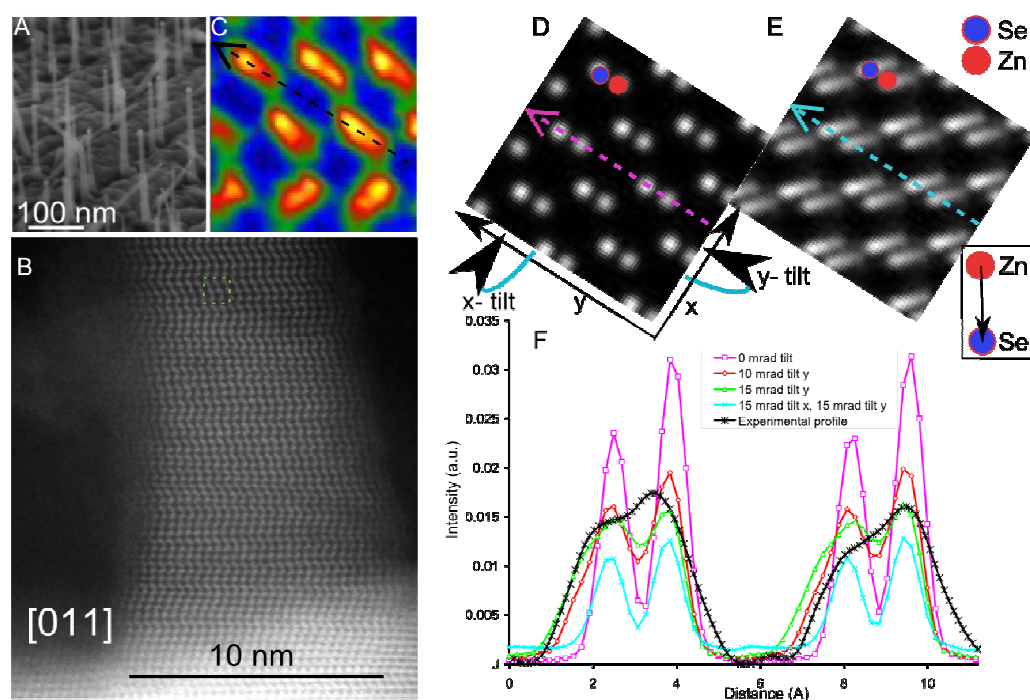 A
C
100 nm
B
[011]
10 nm
D
E
Se
Zn
x- tilt
y
x
y- tilt
Zn
Se
F
0 mrad tilt
10 mrad tilt y
15 mrad tilt y
15 mrad tilt x, 15 mrad tilt y
Experimental profile
Intensity (a.u.)
0.035
0.03
0.025
0.02
0.015
0.01
0.005
0 2 4 6 8 10
Distance (A)